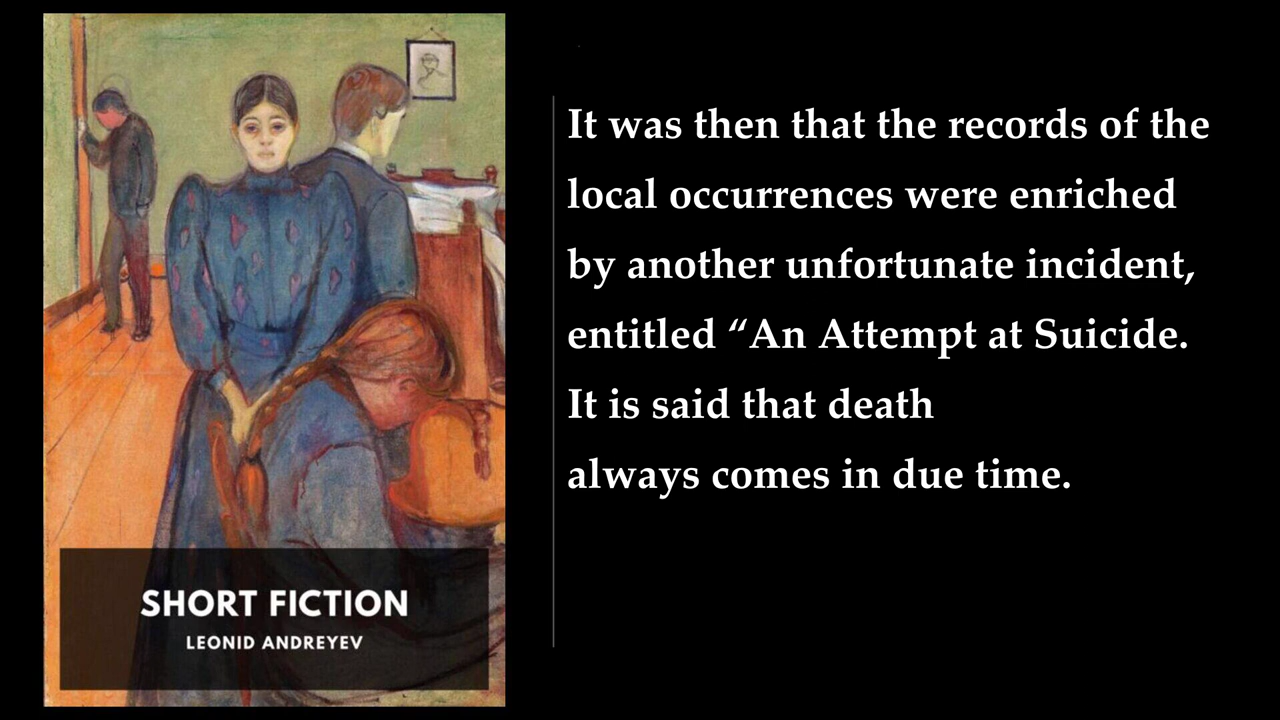 SHORT FICTION
LEONID ANDREYEV
It was then that the records of the
local occurrences were enriched
by another unfortunate incident,
entitled “An Attempt at Suicide.
It is said that death
always comes in due time.